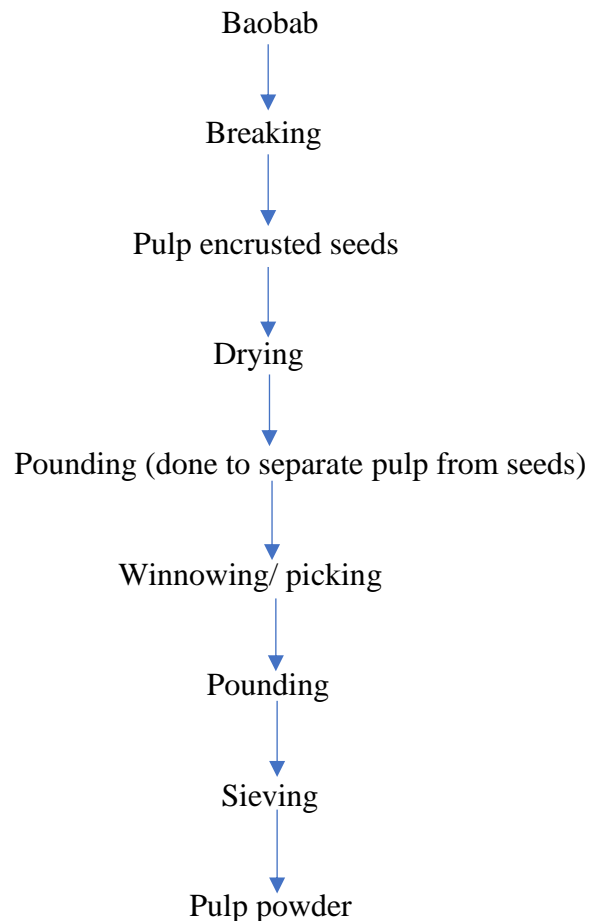 Baobab
Breaking
Pulp encrusted seeds
Drying
Pounding (done to separate pulp from seeds)
Winnowing/ picking
Pounding
Sieving
Pulp powder